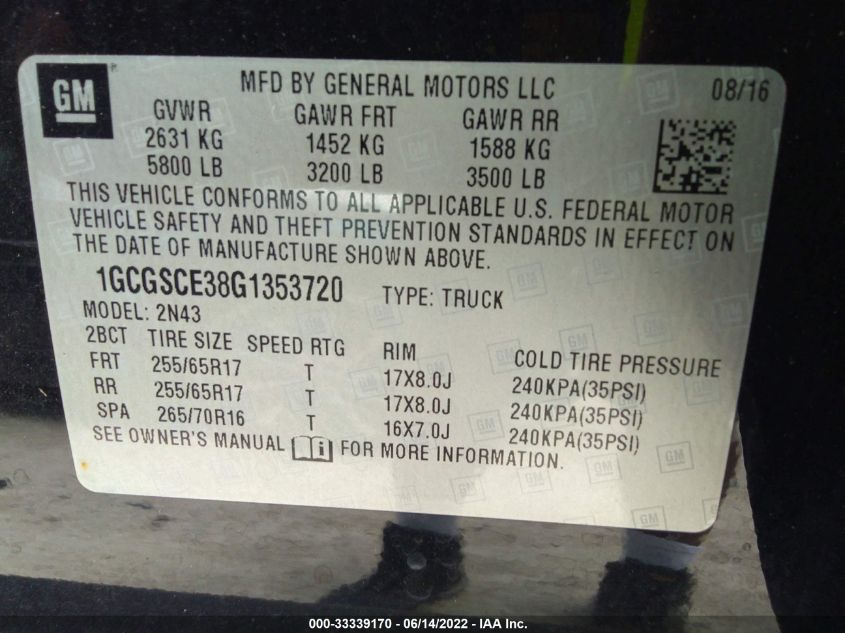 GM MFD BY GENERAL MOTORS LLC 08/16
GVWR GAWR FRT GAWR RR
2631 KG 1452 KG 1588 KG
5800 LB 3200 LB 3500 LB
THIS VEHICLE CONFORMS TO ALL APPLICABLE U.S. FEDERAL MOTOR
VEHICLE SAFETY AND THEFT PREVENTION STANDARDS IN EFFECT ON
THE DATE OF MANUFACTURE SHOWN ABOVE.
1GCGSCE38G1353720 TYPE: TRUCK
MODEL: 2N43
2BCT TIRE SIZE SPEED RTG RIM COLD TIRE PRESSURE
FRT 255/65R17 T 17X8.0J 240KPA(35PSI)
RR 255/65R17 T 17X8.0J 240KPA(35PSI)
SPA 265/70R16 T 16X7.0J 240KPA(35PSI)
SEE OWNER'S MANUAL FOR MORE INFORMATION.
000-33339170 - 06/14/2022 - IAA Inc.